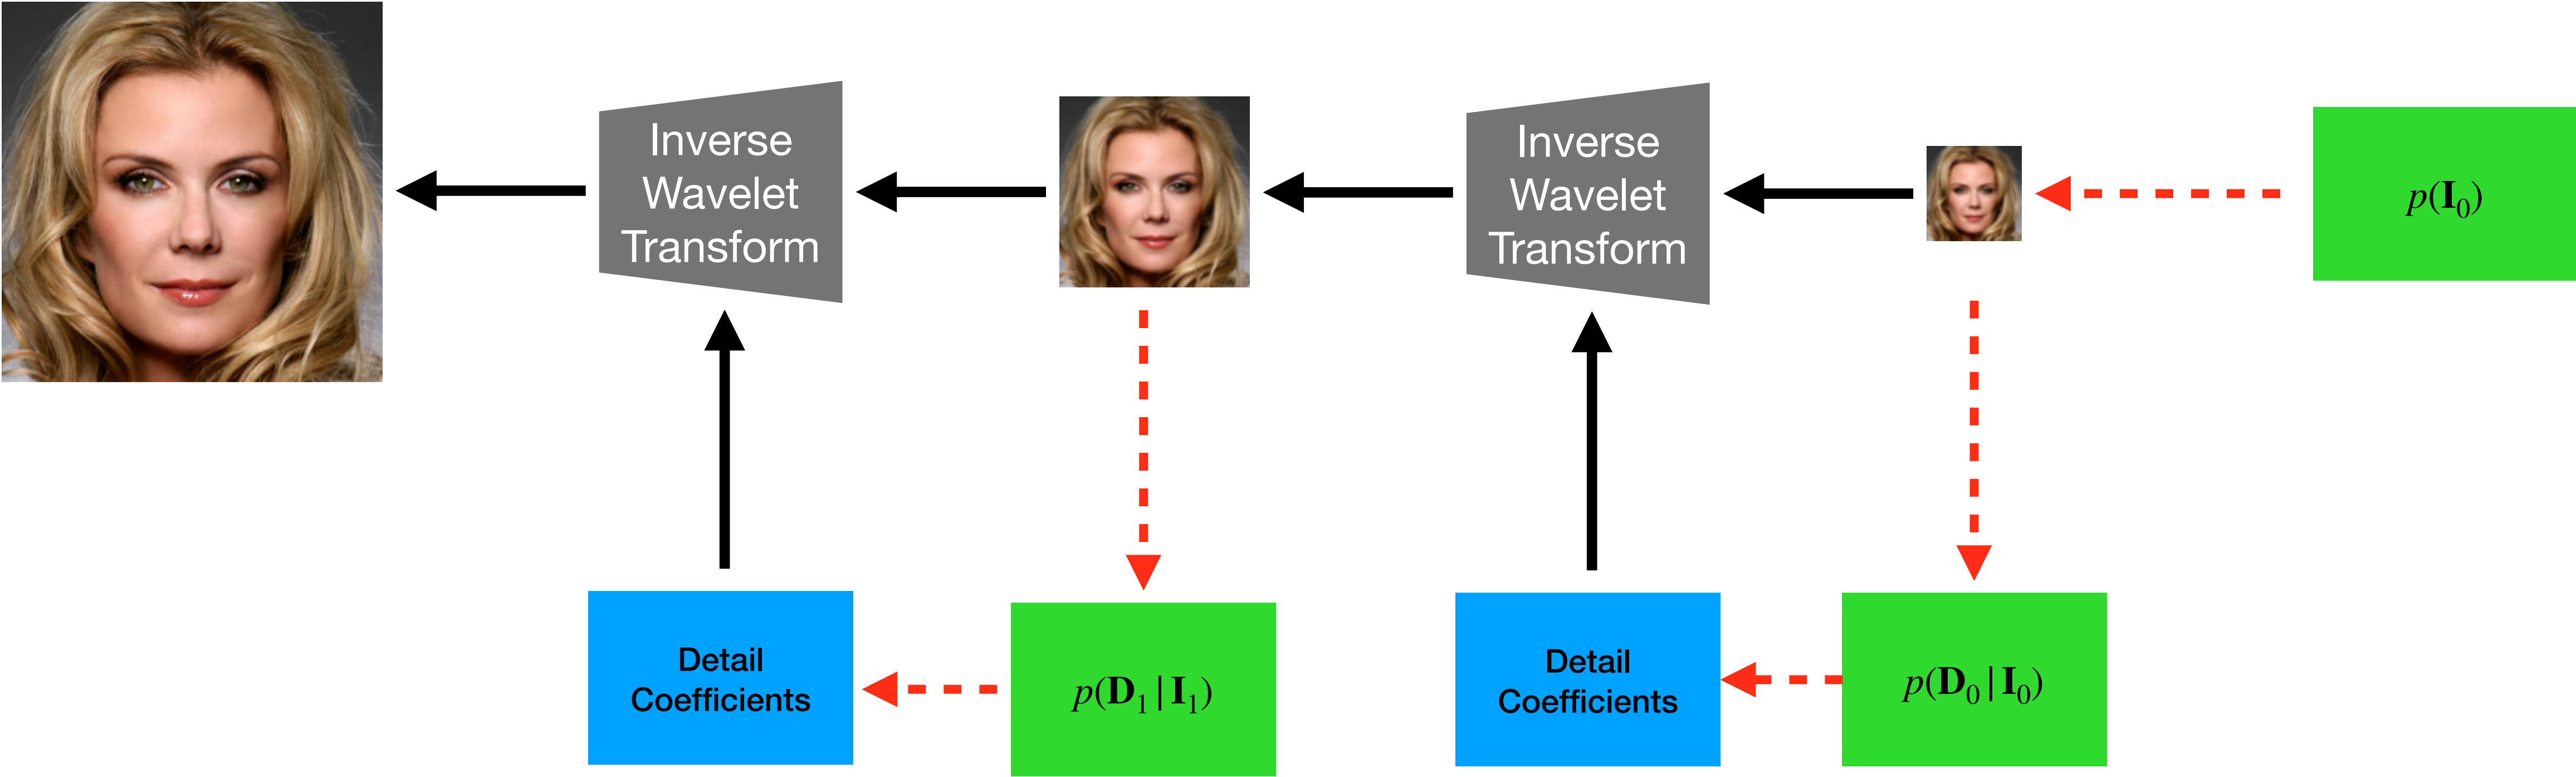 Inverse
Wavelet
Transform
Inverse
Wavelet
Transform
p(I₀)
Detail
Coefficients
p(D₁ | I₁)
Detail
Coefficients
p(D₀ | I₀)